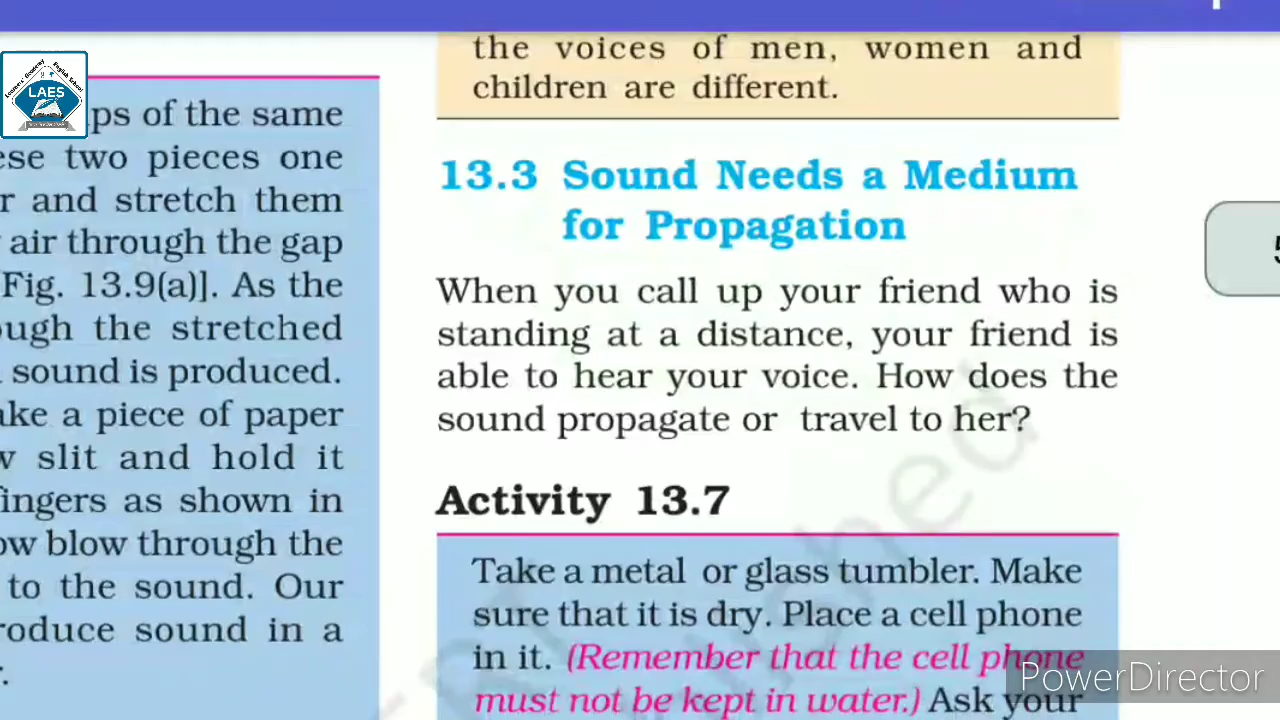 LAES
ps of the same
ese two pieces one
r and stretch them
air through the gap
Fig. 13.9(a)]. As the
ough the stretched
sound is produced.
ake a piece of paper
w slit and hold it
fingers as shown in
ow blow through the
to the sound. Our
roduce sound in a
the voices of men, women and
children are different.
13.3 Sound Needs a Medium
for Propagation
When you call up your friend who is
standing at a distance, your friend is
able to hear your voice. How does the
sound propagate or travel to her?
Activity 13.7
Take a metal or glass tumbler. Make
sure that it is dry. Place a cell phone
in it. (Remember that the cell phone
must not be kept in water.) Ask your
5
PowerDirector